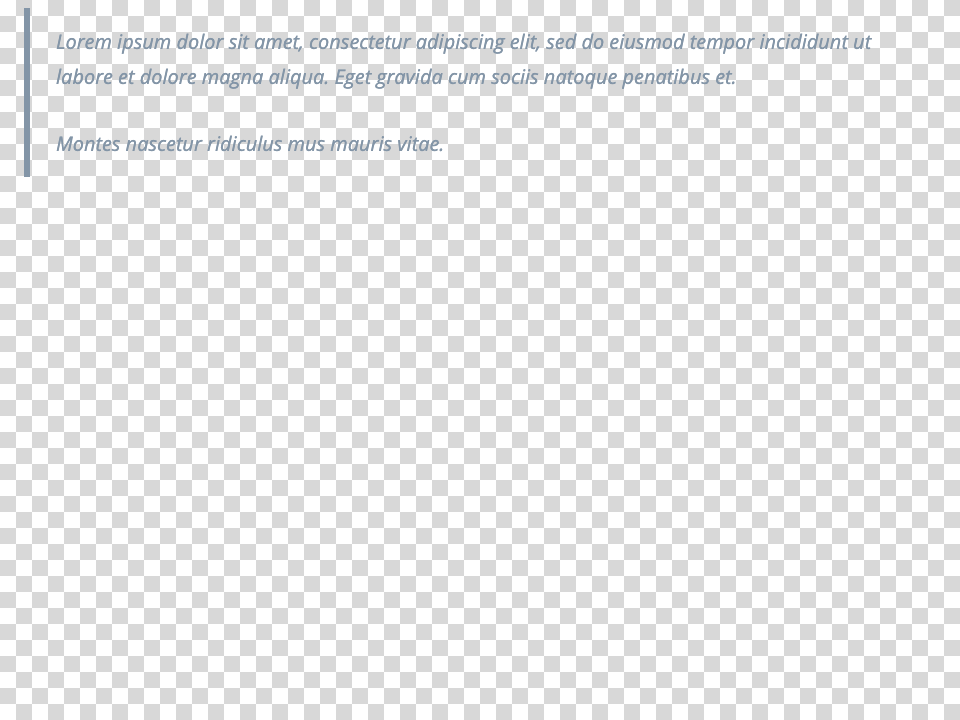 Lorem ipsum dolor sit amet, consectetur adipiscing elit, sed do eiusmod tempor incididunt ut
labore et dolore magna aliqua. Eget gravida cum sociis natoque penatibus et.
Montes nascetur ridiculus mus mauris vitae.